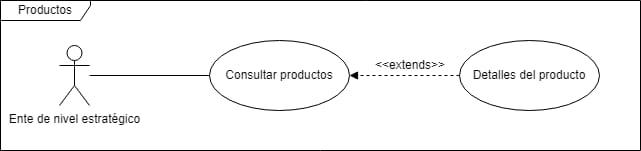 Productos
Consultar productos
<<extends>>
Detalles del producto
Ente de nivel estratégico